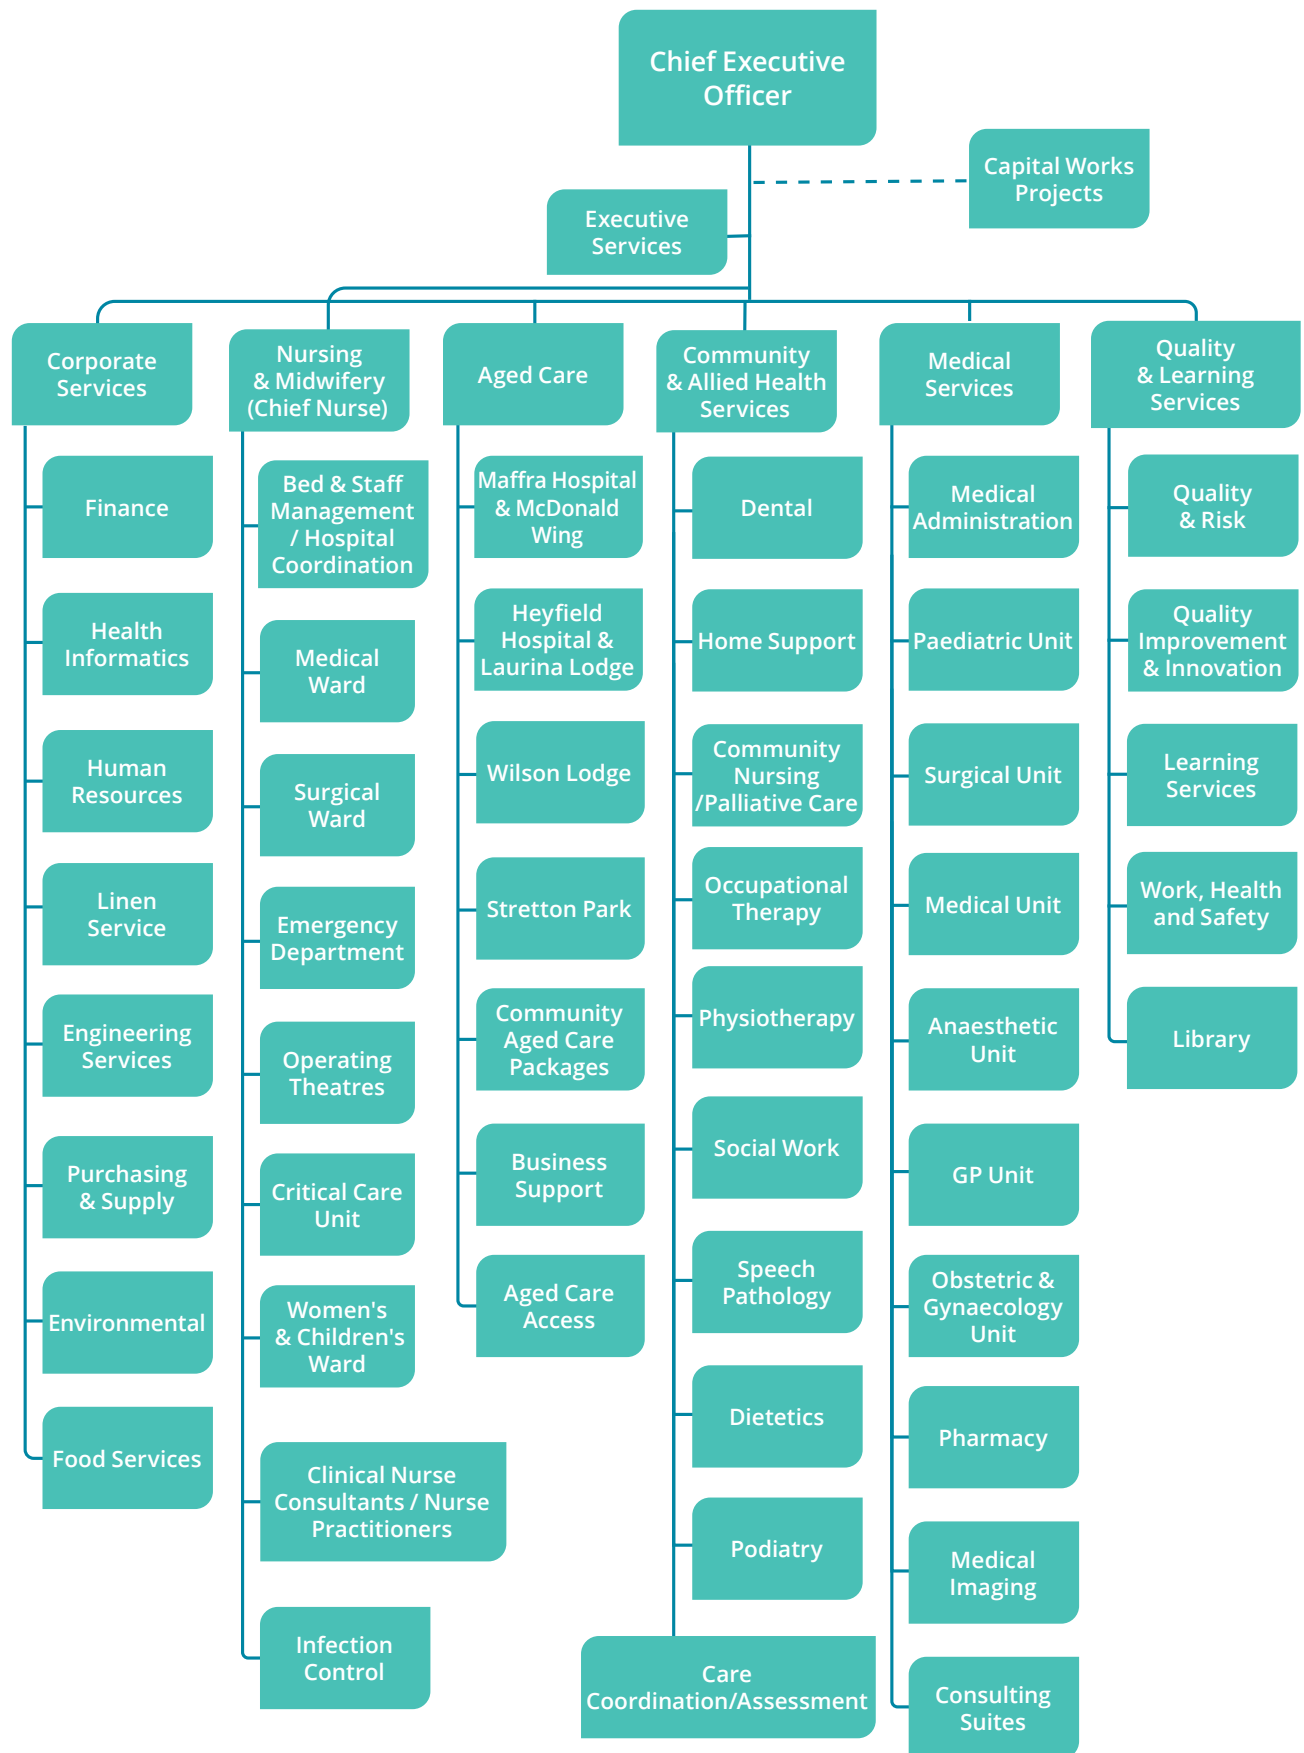 Chief Executive
Officer
Capital Works
Projects
Executive
Services
Corporate
Services
Finance
Health
Informatics
Human
Resources
Linen
Service
Engineering
Services
Purchasing
& Supply
Environmental
Food Services
Nursing
& Midwifery
(Chief Nurse)
Bed & Staff
Management
/ Hospital
Coordination
Medical
Ward
Surgical
Ward
Emergency
Department
Operating
Theatres
Critical Care
Unit
Women's
& Children's
Ward
Clinical Nurse
Consultants / Nurse
Practitioners
Infection
Control
Aged Care
Maffra Hospital
& McDonald
Wing
Heyfield
Hospital &
Laurina Lodge
Wilson Lodge
Stretton Park
Community
Aged Care
Packages
Business
Support
Aged Care
Access
Community
& Allied Health
Services
Dental
Home Support
Community
Nursing
/Palliative Care
Occupational
Therapy
Physiotherapy
Social Work
Speech
Pathology
Dietetics
Podiatry
Care
Coordination/Assessment
Medical
Services
Medical
Administration
Paediatric Unit
Surgical Unit
Medical Unit
Anaesthetic
Unit
GP Unit
Obstetric &
Gynaecology
Unit
Pharmacy
Medical
Imaging
Consulting
Suites
Quality
& Learning
Services
Quality
& Risk
Quality
Improvement
& Innovation
Learning
Services
Work, Health
and Safety
Library